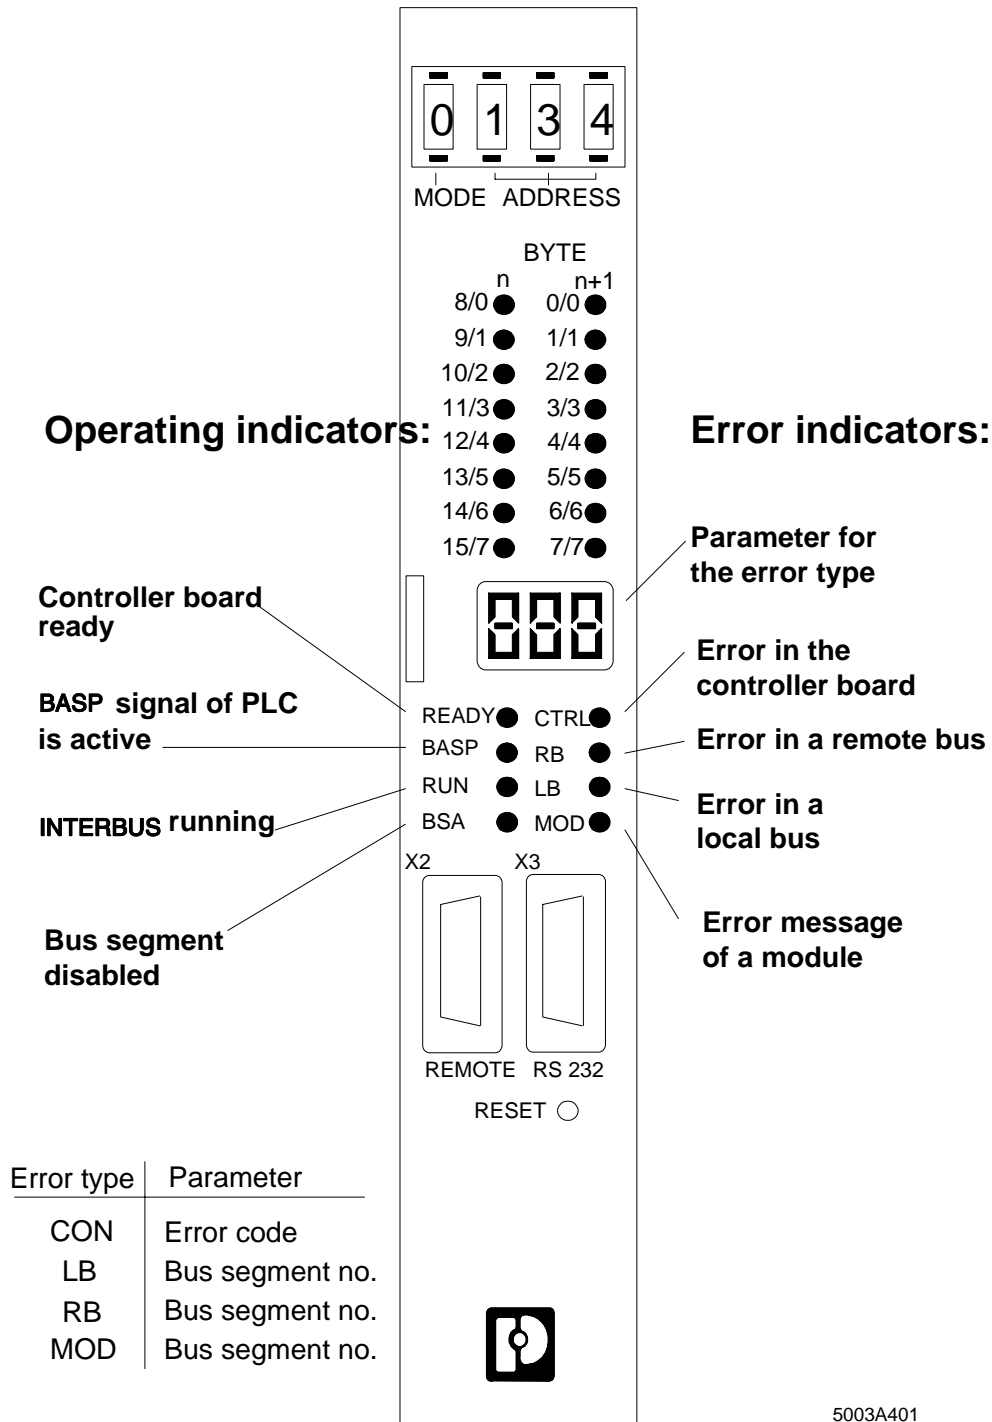 0 1 3 4
MODE ADDRESS
BYTE
n n+1
8/0 0/0
9/1 1/1
10/2 2/2
11/3 3/3
Operating indicators:
12/4 4/4
Error indicators:
13/5 5/5
14/6 6/6
15/7 7/7
Parameter for
the error type
888
Controller board
ready
Error in the
controller board
BASP signal of PLC
is active
READY CTRL
BASP RB
Error in a remote bus
RUN LB
BSA MOD
INTERBUS running
Error in a
local bus
X2 X3
Bus segment
disabled
Error message
of a module
REMOTE RS 232
RESET
Error type Parameter
CON Error code
LB Bus segment no.
RB Bus segment no.
MOD Bus segment no.
5003A401